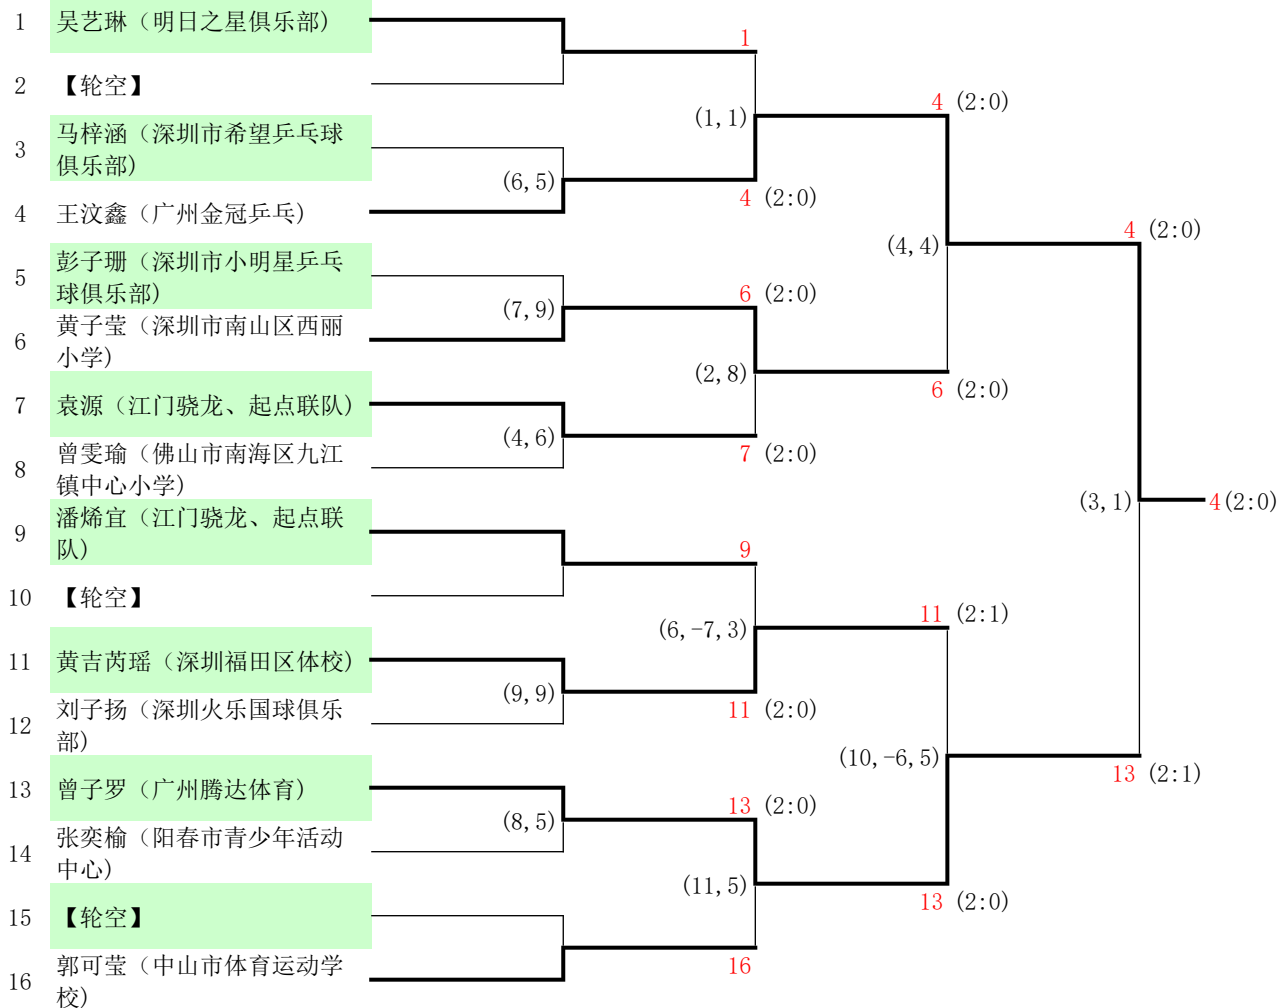 1
吴艺琳（明日之星俱乐部）
1
2
【轮空】
4 (2:0)
(1, 1)
3
马梓涵（深圳市希望乒乓球
俱乐部）
(6, 5)
4 (2:0)
4
王汶鑫（广州金冠乒乓）
4 (2:0)
(4, 4)
5
彭子珊（深圳市小明星乒乓
球俱乐部）
6 (2:0)
(7, 9)
6
黄子莹（深圳市南山区西丽
小学）
(2, 8)
6 (2:0)
7
袁源（江门骁龙、起点联队）
(4, 6)
7 (2:0)
8
曾雯瑜（佛山市南海区九江
镇中心小学）
(3, 1)
4(2:0)
9
潘烯宜（江门骁龙、起点联
队）
9
10
【轮空】
11 (2:1)
(6, -7, 3)
11
黄吉芮瑶（深圳福田区体校）
(9, 9)
11 (2:0)
12
刘子扬（深圳火乐国球俱乐
部）
(10, -6, 5)
13 (2:1)
13
曾子罗（广州腾达体育）
13 (2:0)
(8, 5)
14
张奕榆（阳春市青少年活动
中心）
(11, 5)
13 (2:0)
15
【轮空】
16
16
郭可莹（中山市体育运动学
校）